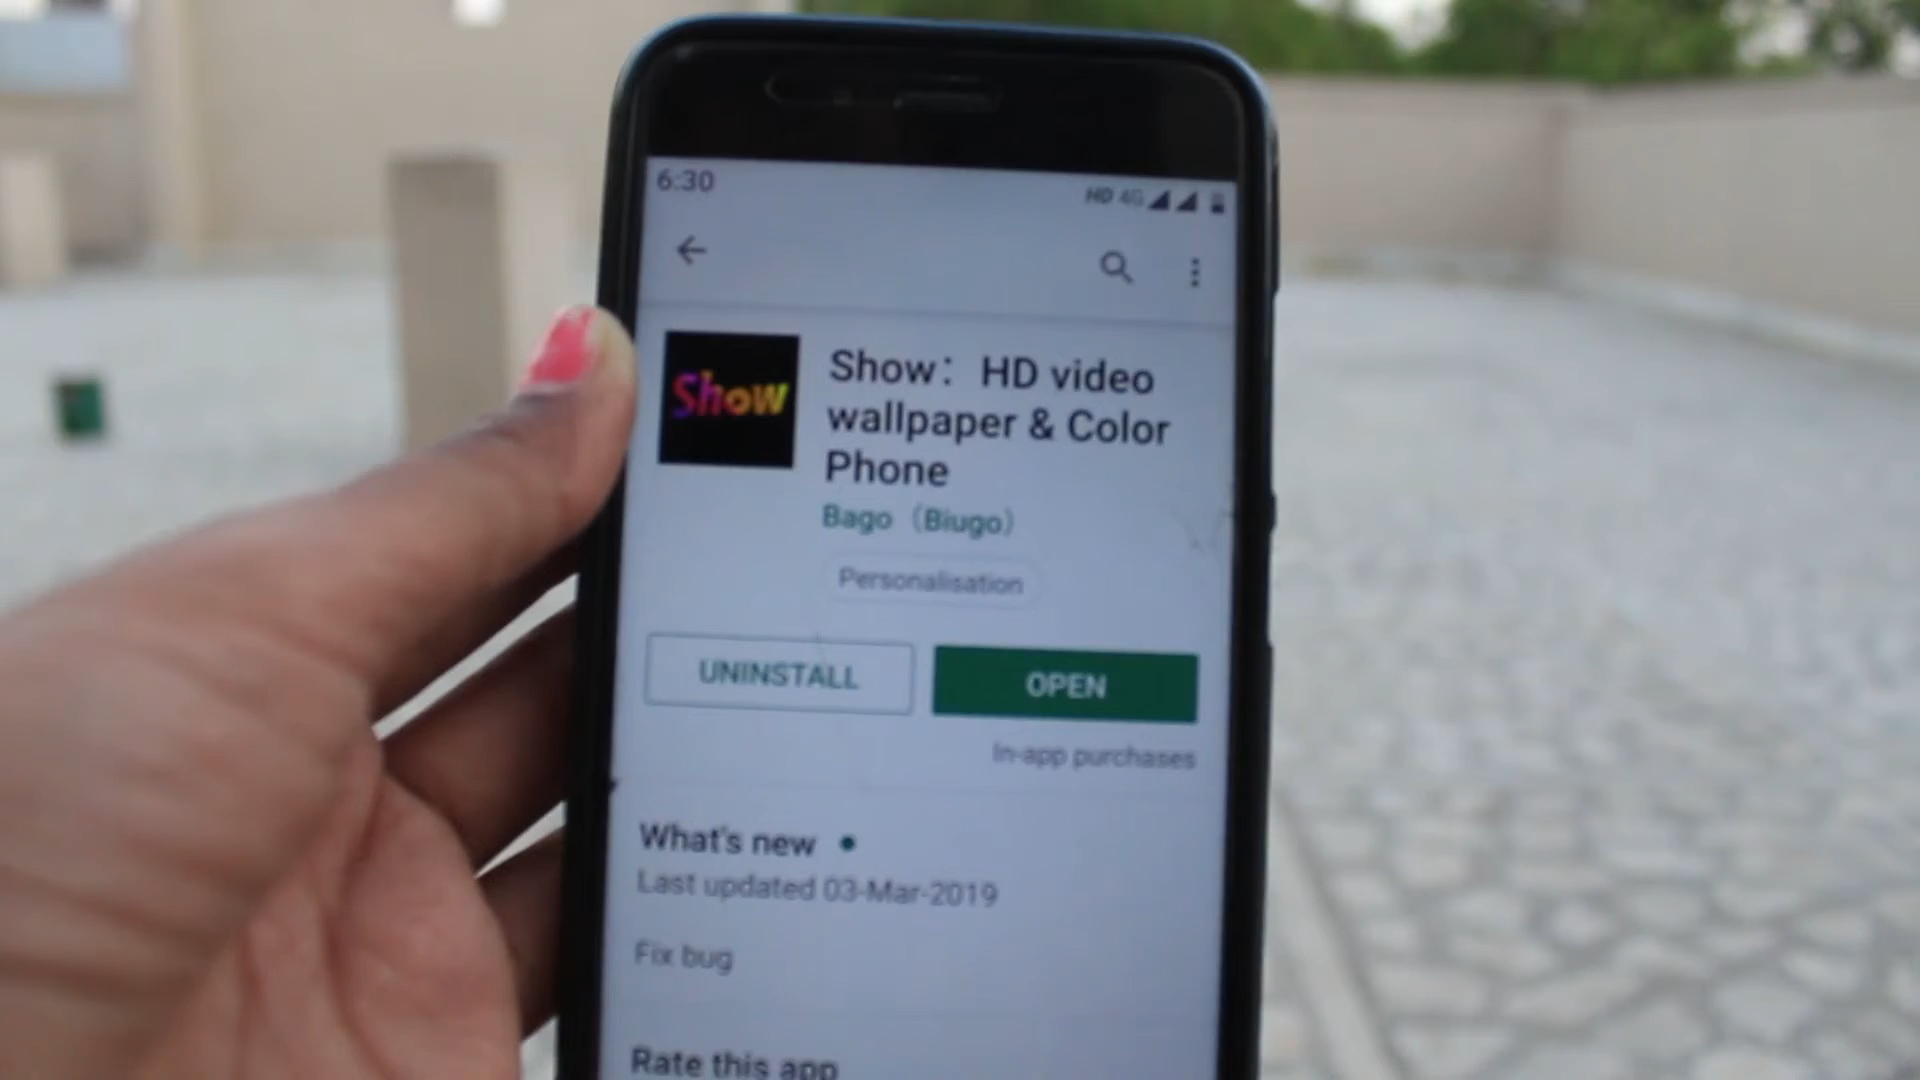 6:30
HD 4G
Show
Show: HD video
wallpaper & Color
Phone
Bago (Biugo)
Personalisation
UNINSTALL
OPEN
In-app purchases
What's new
Last updated 03-Mar-2019
Fix bug
Rate this app